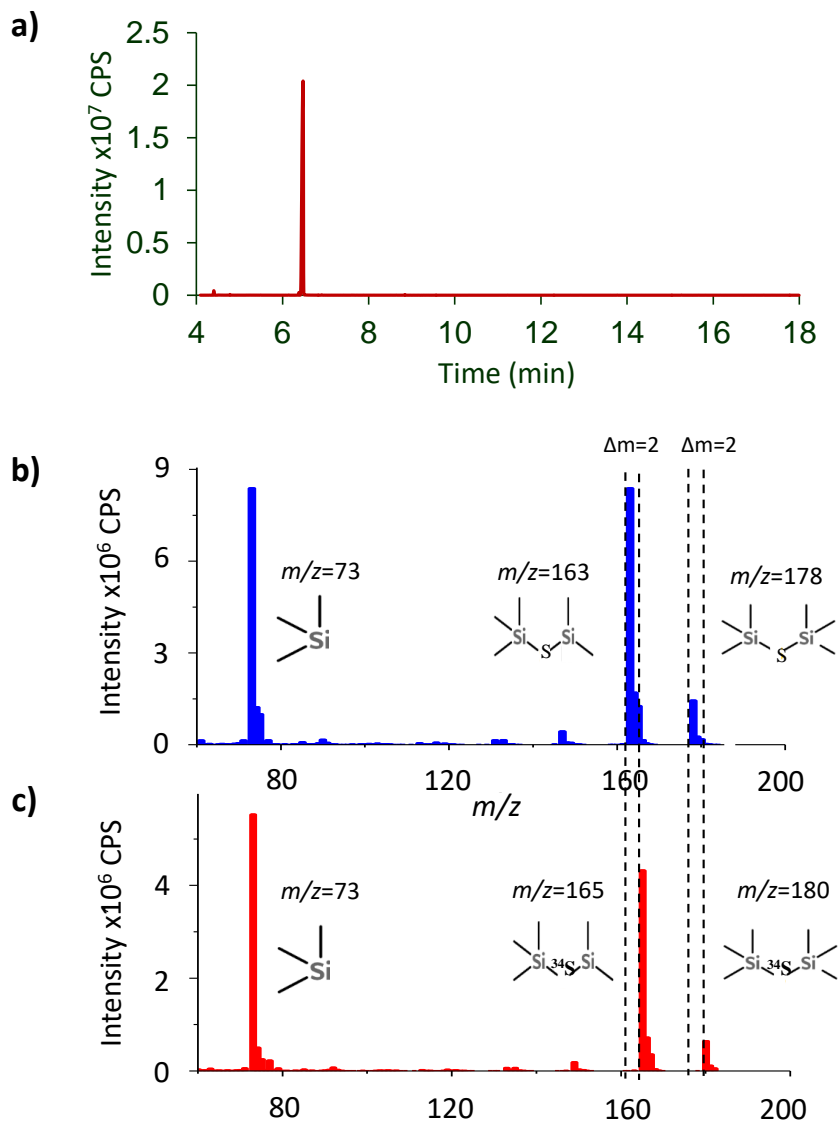 a)
Intensity x10⁷ CPS
2.5
2
1.5
1
0.5
0
4 6 8 10 12 14 16 18
Time (min)
Δm=2 Δm=2
b)
Intensity x10⁶ CPS
9
6
3
0
m/z=73
Si
m/z=163
Si S Si
m/z=178
Si S Si
80 120 160 200
m/z
c)
Intensity x10⁶ CPS
4
2
0
m/z=73
Si
m/z=165
Si ³⁴S Si
m/z=180
Si ³⁴S Si
80 120 160 200